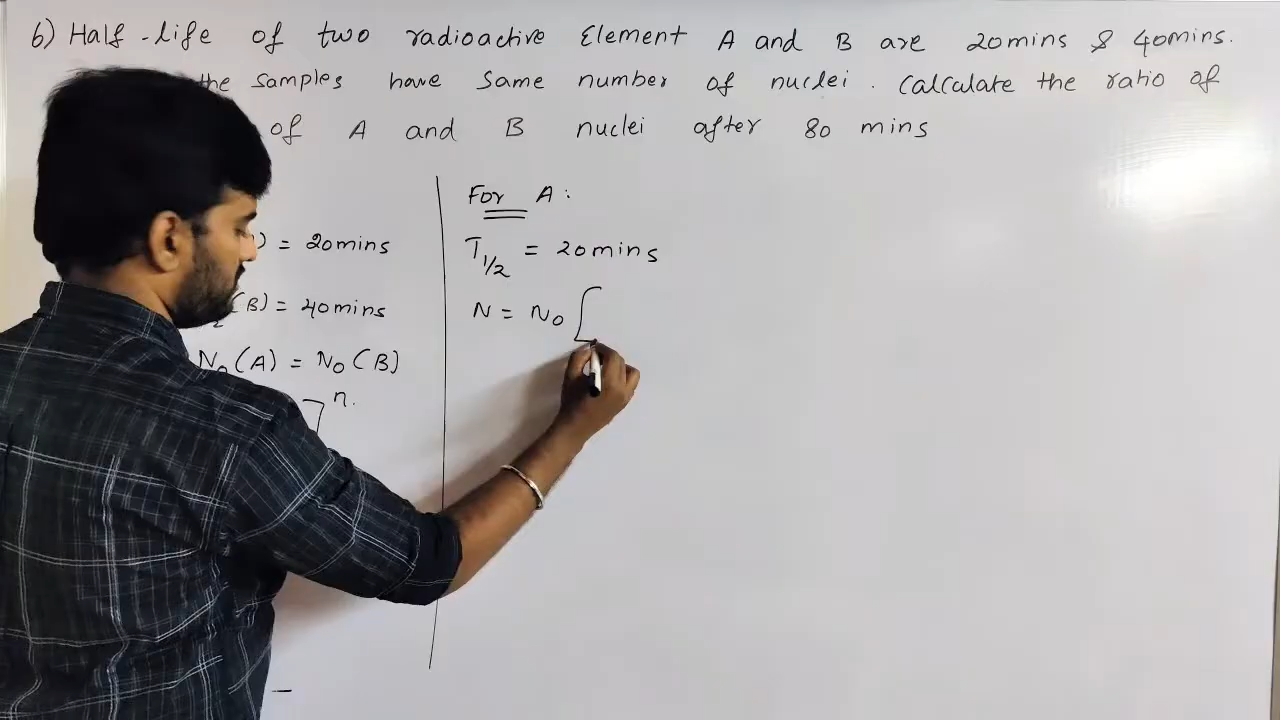 6) Half-life of two radioactive Element A and B are 20mins & 40mins.
the samples have same number of nuclei. Calculate the ratio of
of A and B nuclei after 80 mins
) = 20mins
(B) = 40mins
N₀(A) = N₀(B)
]ⁿ.
For A:
T1/2 = 20mins
N = N₀ [